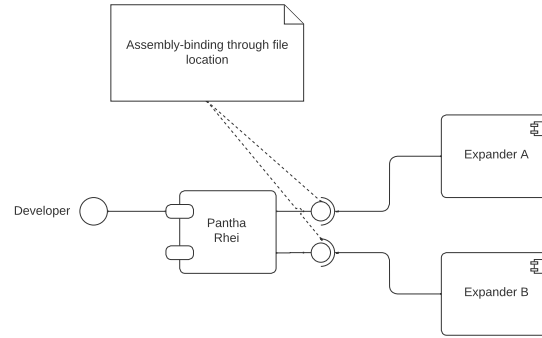 Assembly-binding through file
location
Expander A
Developer
Pantha
Rhei
Expander B